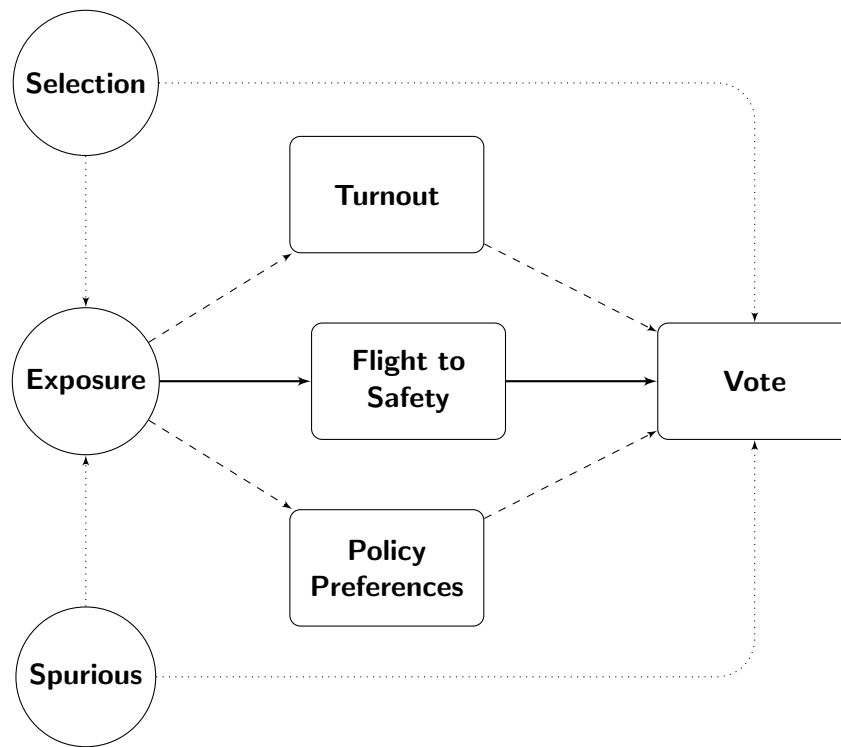 Selection
Turnout
Exposure
Flight to
Safety
Vote
Policy
Preferences
Spurious